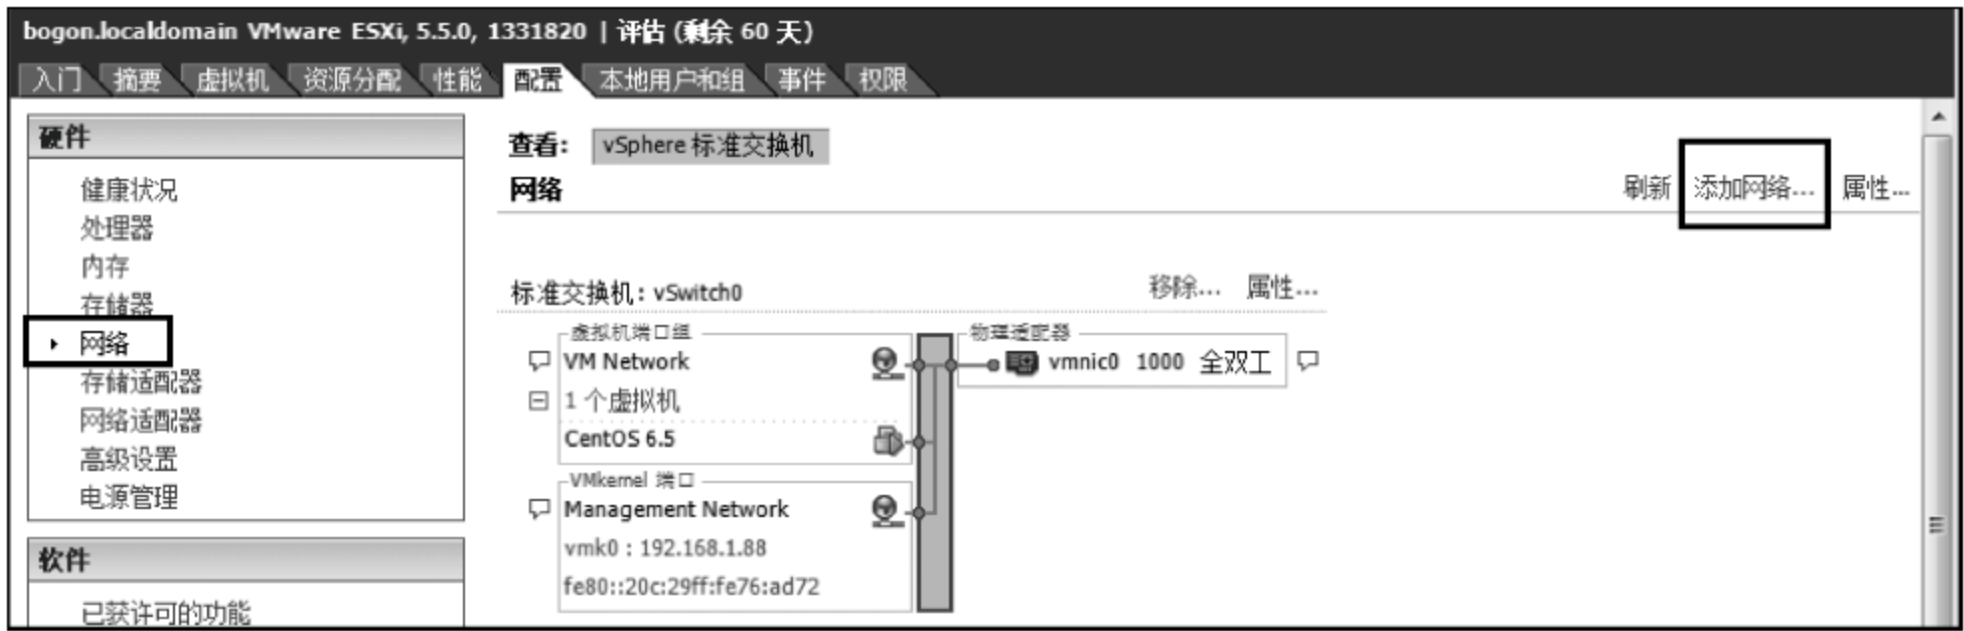 bogon.localdomain VMware ESXi, 5.5.0, 1331820 | 评估 (剩余 60 天)
入门 摘要 虚拟机 资源分配 性能 配置 本地用户和组 事件 权限
硬件
健康状况
处理器
内存
存储器
网络
存储适配器
网络适配器
高级设置
电源管理
软件
已获许可的功能
查看: vSphere 标准交换机
网络
刷新 添加网络... 属性...
标准交换机: vSwitch0 移除... 属性...
虚拟机端口组
VM Network
1 个虚拟机
CentOS 6.5
VMkernel 端口
Management Network
vmk0 : 192.168.1.88
fe80::20c:29ff:fe76:ad72
物理适配器
vmnic0 1000 全双工